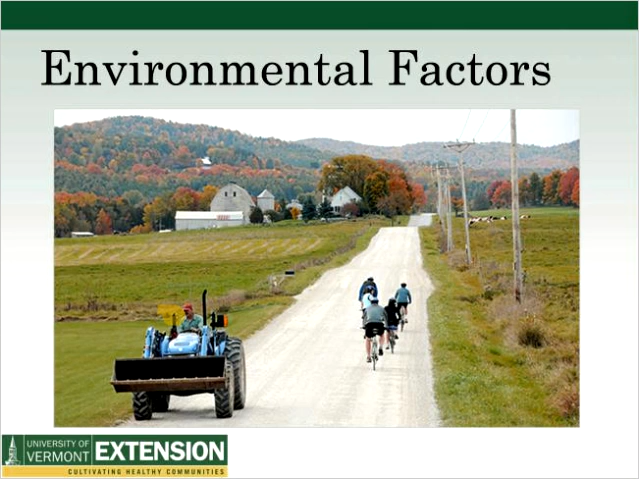 Environmental Factors
UNIVERSITY OF
VERMONT
EXTENSION
CULTIVATING HEALTHY COMMUNITIES